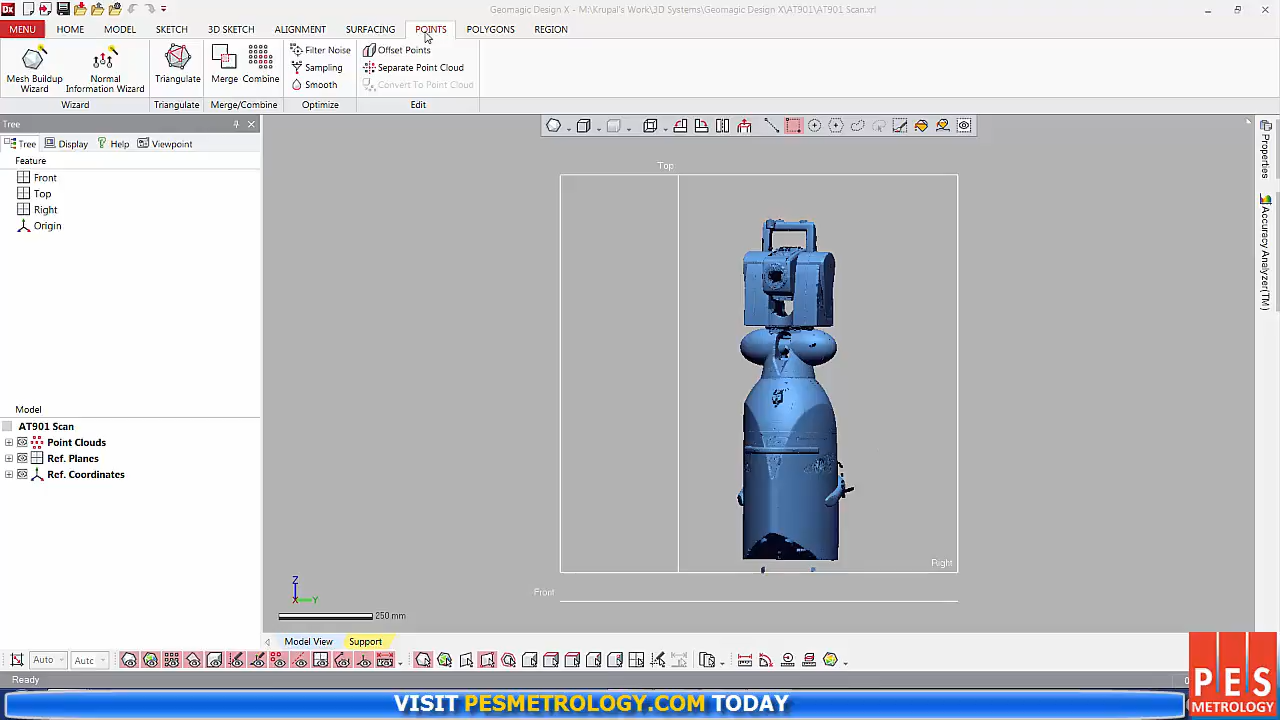 Geomagic Design X - M:\Krupal's Work\3D Systems\Geomagic Design X\AT901\AT901 Scan.xrl
MENU HOME MODEL SKETCH 3D SKETCH ALIGNMENT SURFACING POINTS POLYGONS REGION
Mesh Buildup Wizard
Normal Information Wizard
Triangulate
Merge
Combine
Filter Noise
Sampling
Smooth
Offset Points
Separate Point Cloud
Convert To Point Cloud
Wizard Triangulate Merge/Combine Optimize Edit
Tree
Tree Display Help Viewpoint
Feature
Front
Top
Right
Origin
Model
AT901 Scan
Point Clouds
Ref. Planes
Ref. Coordinates
Top
Right
Front
Z
Y
250 mm
Properties
Accuracy Analyzer(TM)
Model View Support
Auto
Ready
VISIT PESMETROLOGY.COM TODAY
PES
METROLOGY